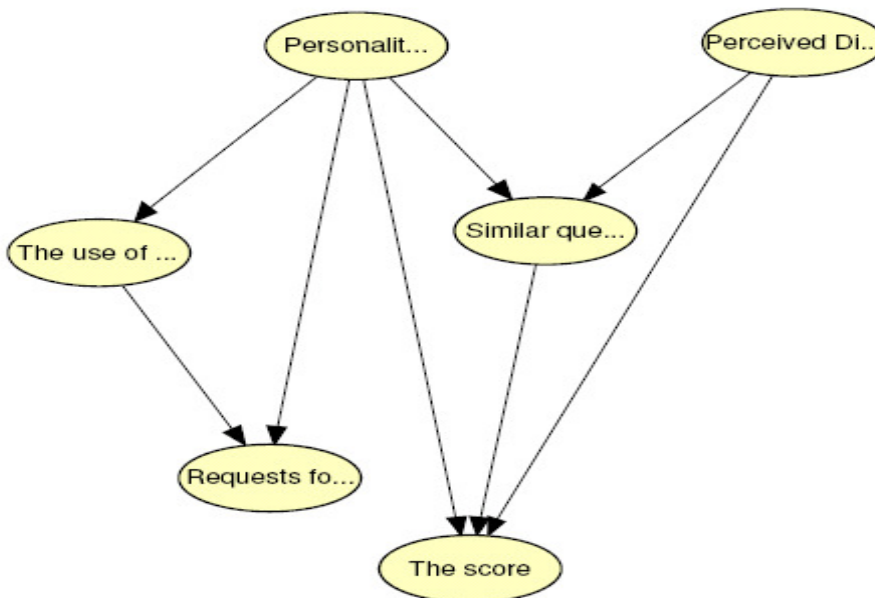 Personalit...
Perceived Di...
The use of ...
Similar que...
Requests fo...
The score